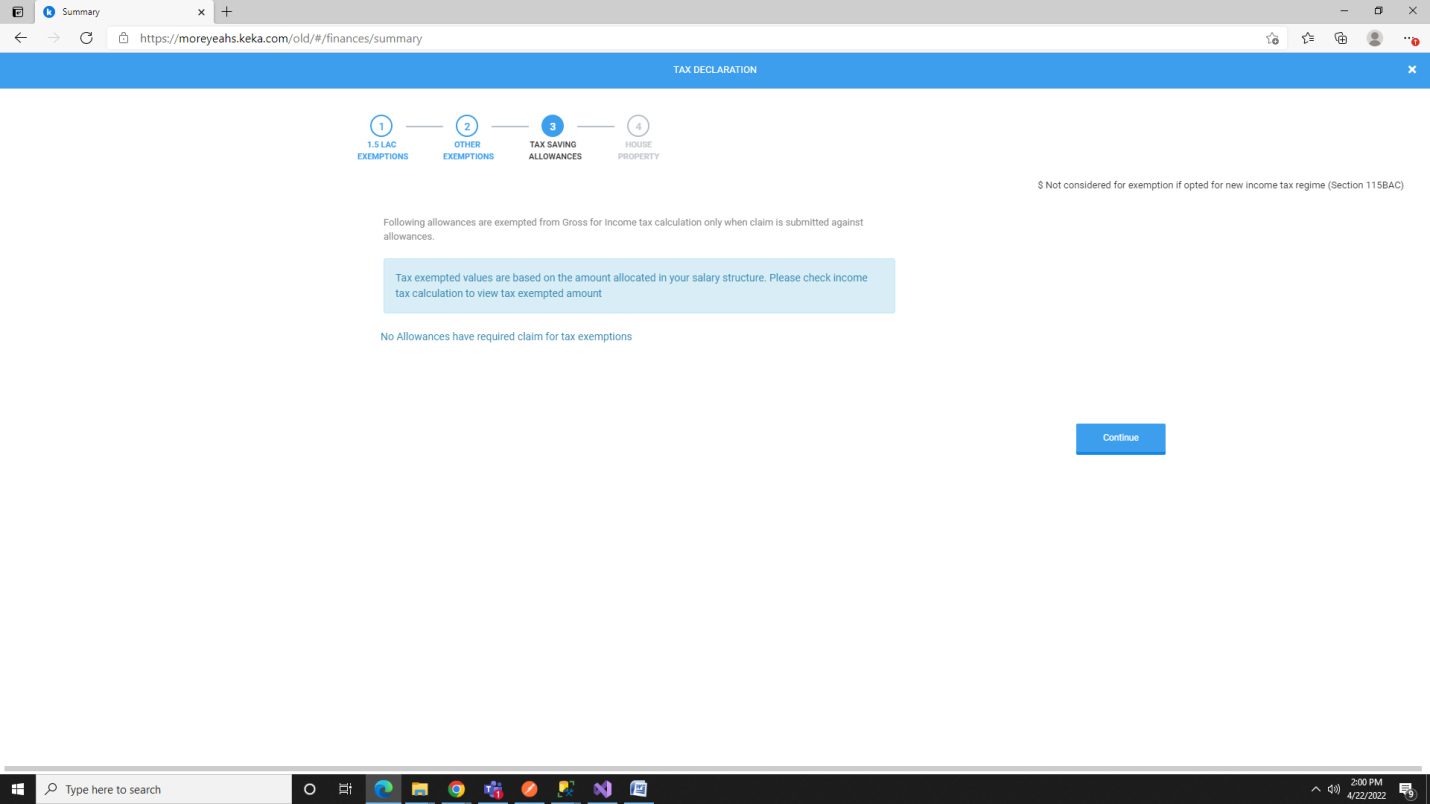 Summary
https://moreyeahs.keka.com/old/#/finances/summary
TAX DECLARATION
1
2
3
4
1.5 LAC
EXEMPTIONS
OTHER
EXEMPTIONS
TAX SAVING
ALLOWANCES
HOUSE
PROPERTY
$ Not considered for exemption if opted for new income tax regime (Section 115BAC)
Following allowances are exempted from Gross for Income tax calculation only when claim is submitted against
allowances.
Tax exempted values are based on the amount allocated in your salary structure. Please check income
tax calculation to view tax exempted amount
No Allowances have required claim for tax exemptions
Continue
Type here to search
1
2:00 PM
4/22/2022
9